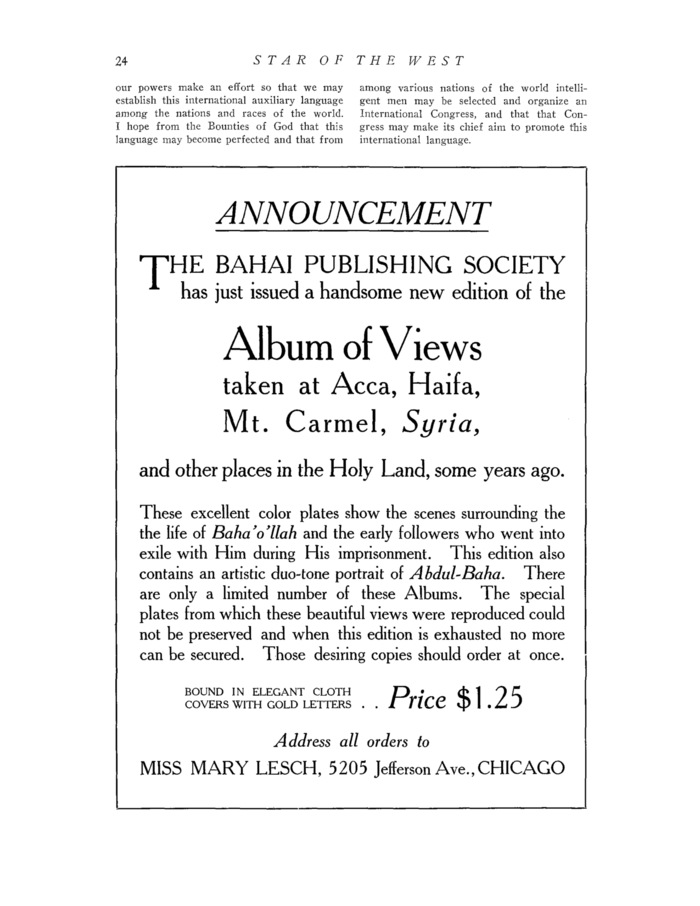 24
STAR OF THE WEST
our powers make an effort so that we may
establish this international auxiliary language
among the nations and races of the world.
I hope from the Bounties of God that this
language may become perfected and that from
among various nations of the world intelli-
gent men may be selected and organize an
International Congress, and that that Con-
gress may make its chief aim to promote this
international language.
ANNOUNCEMENT
THE BAHAI PUBLISHING SOCIETY
has just issued a handsome new edition of the
Album of Views
taken at Acca, Haifa,
Mt. Carmel, Syria,
and other places in the Holy Land, some years ago.
These excellent color plates show the scenes surrounding the
the life of Baha'o'llah and the early followers who went into
exile with Him during His imprisonment. This edition also
contains an artistic duo-tone portrait of Abdul-Baha. There
are only a limited number of these Albums. The special
plates from which these beautiful views were reproduced could
not be preserved and when this edition is exhausted no more
can be secured. Those desiring copies should order at once.
BOUND IN ELEGANT CLOTH
COVERS WITH GOLD LETTERS . . Price $1.25
Address all orders to
MISS MARY LESCH, 5205 Jefferson Ave., CHICAGO